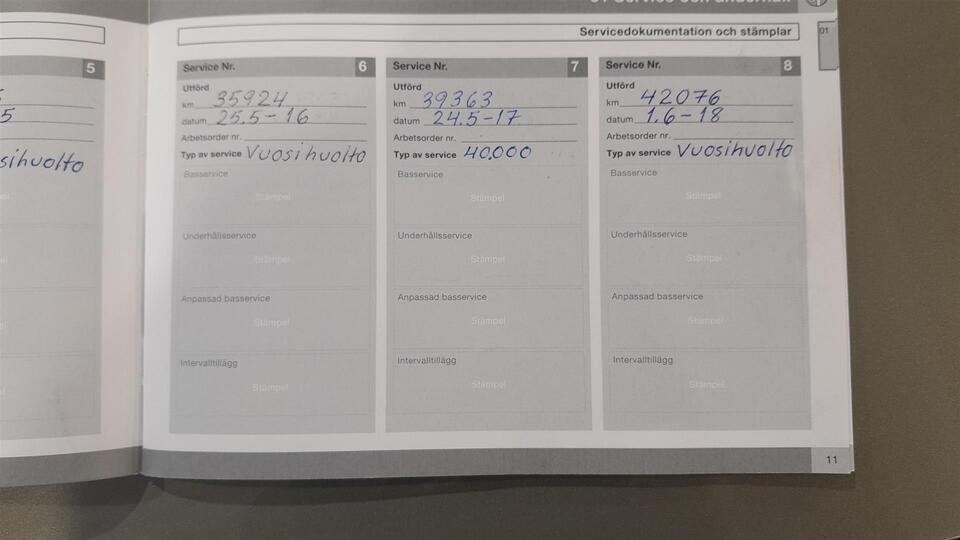 Servicedokumentation och stämplar
01
5
5
sihuolto
Service Nr. 6
Utförd
km 35924
datum 25.5-16
Arbetsorder nr.
Typ av service Vuosihuolto
Basservice
Stämpel
Underhållsservice
Stämpel
Anpassad basservice
Stämpel
Intervalltillägg
Stämpel
Service Nr. 7
Utförd
km 39363
datum 24.5-17
Arbetsorder nr.
Typ av service 40.000
Basservice
Stämpel
Underhållsservice
Stämpel
Anpassad basservice
Stämpel
Intervalltillägg
Stämpel
Service Nr. 8
Utförd
km 42076
datum 1.6-18
Arbetsorder nr.
Typ av service Vuosihuolto
Basservice
Stämpel
Underhållsservice
Stämpel
Anpassad basservice
Stämpel
Intervalltillägg
Stämpel
11